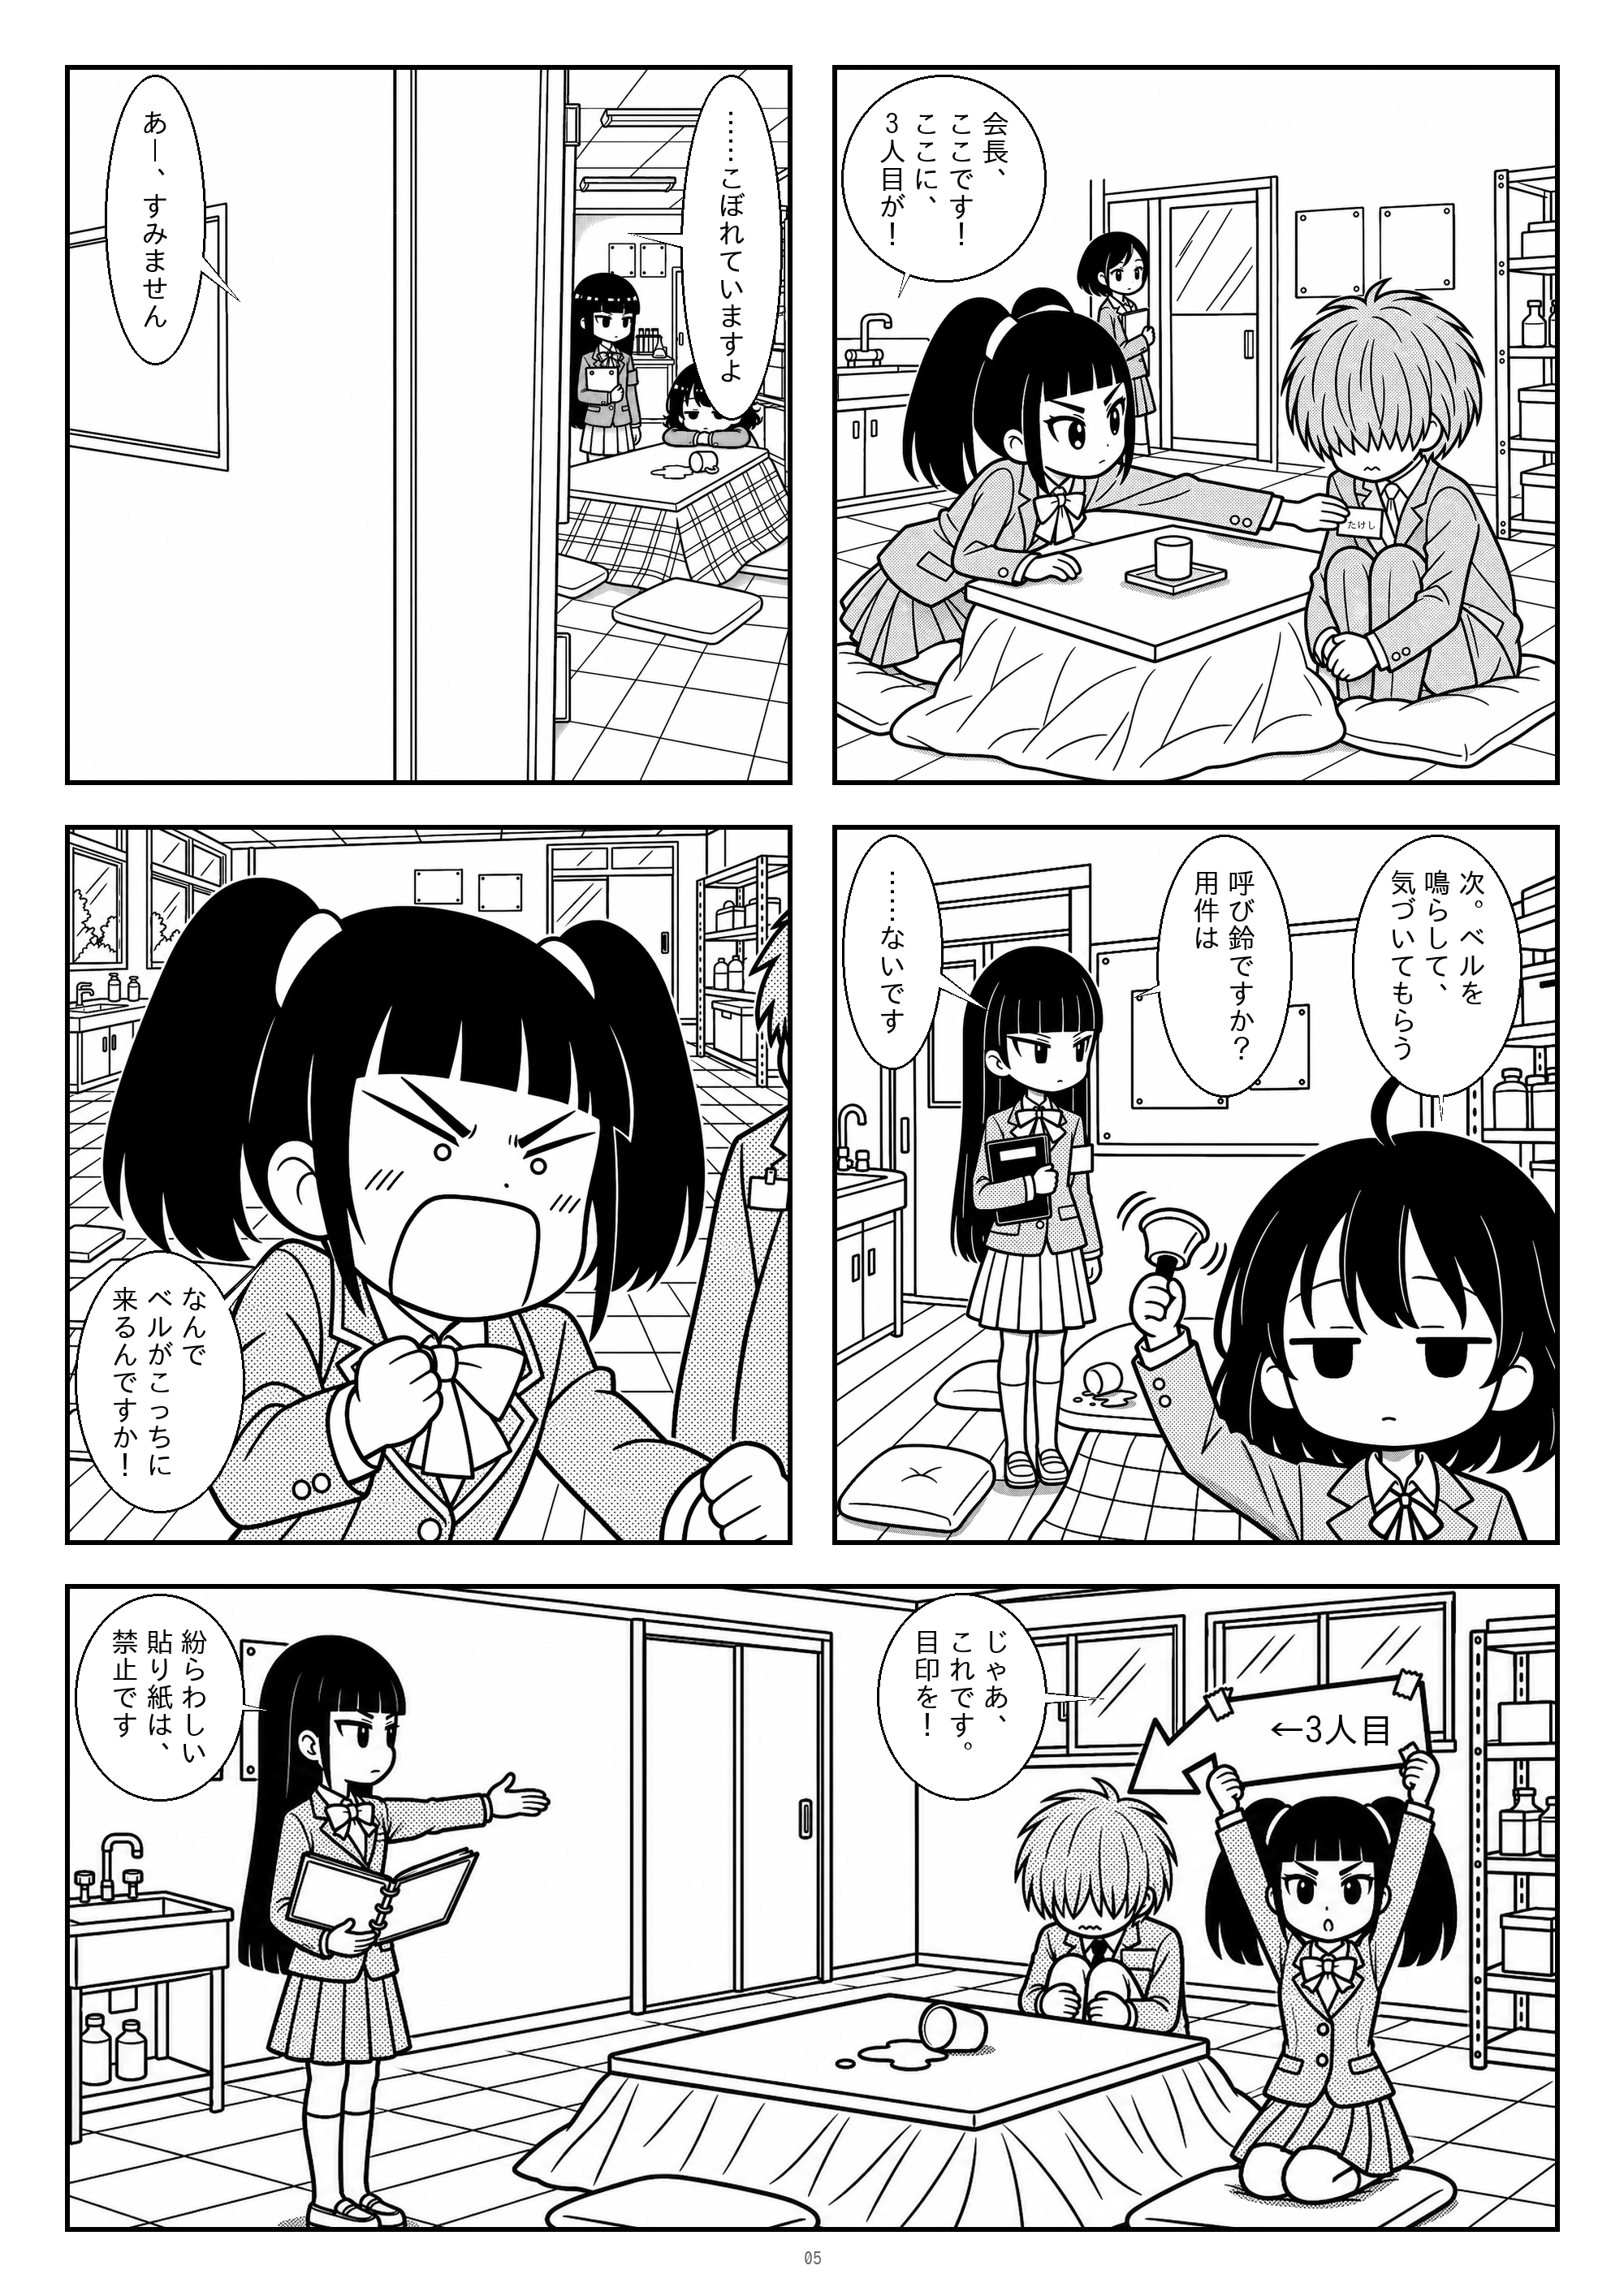 会長、
ここです！
ここに、
3人目が！
たけし
……こぼれていますよ
あー、すみません
次。ベルを
鳴らして、
気づいてもらう
呼び鈴ですか？
用件は
……ないです
なんで
ベルがこっちに
来るんですか！
じゃあ、
これです。
目印を！
←3人目
紛らわしい
貼り紙は、
禁止です
05